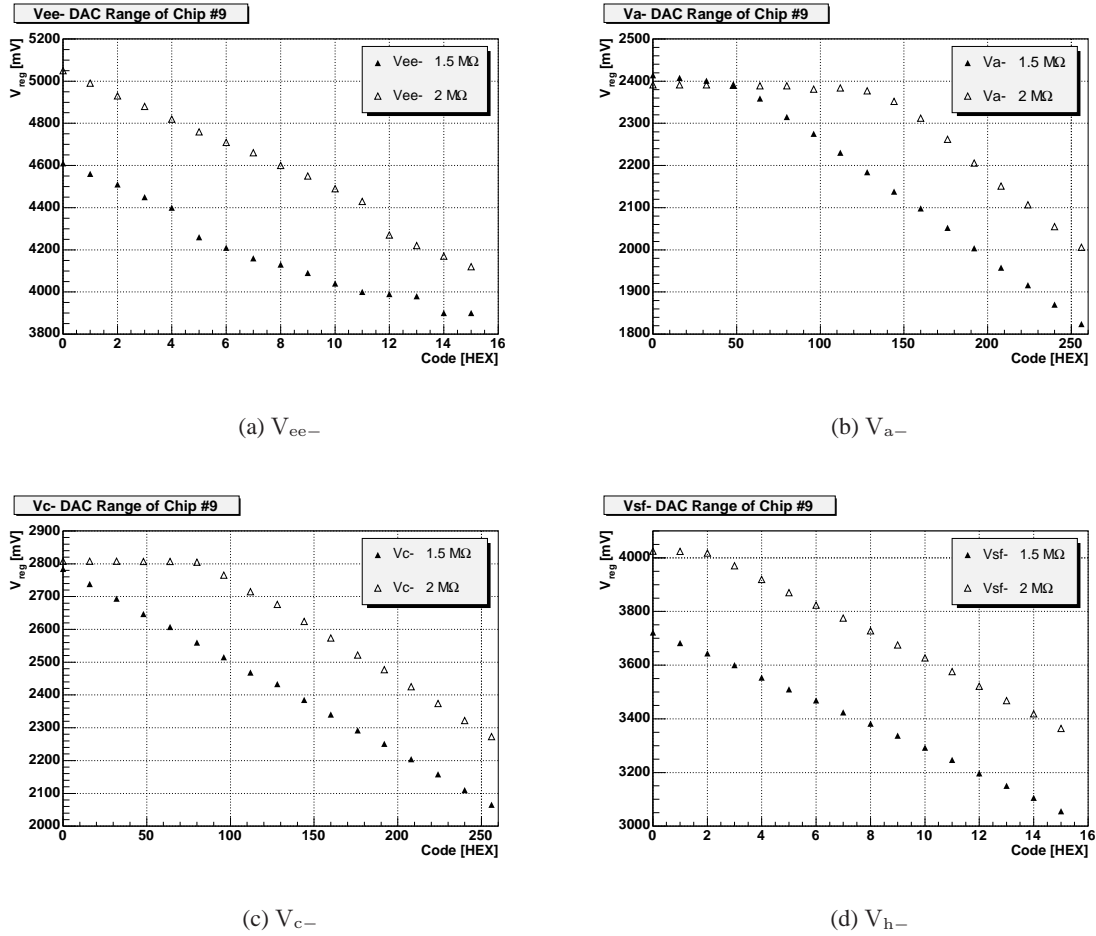 Vee- DAC Range of Chip #9
V_reg [mV]
5200
5000
4800
4600
4400
4200
4000
3800
Vee- 1.5 MΩ
Vee- 2 MΩ
0 2 4 6 8 10 12 14 16
Code [HEX]
(a) V_ee−
Va- DAC Range of Chip #9
V_reg [mV]
2500
2400
2300
2200
2100
2000
1900
1800
Va- 1.5 MΩ
Va- 2 MΩ
0 50 100 150 200 250
Code [HEX]
(b) V_a−
Vc- DAC Range of Chip #9
V_reg [mV]
2900
2800
2700
2600
2500
2400
2300
2200
2100
2000
Vc- 1.5 MΩ
Vc- 2 MΩ
0 50 100 150 200 250
Code [HEX]
(c) V_c−
Vsf- DAC Range of Chip #9
V_reg [mV]
4000
3800
3600
3400
3200
3000
Vsf- 1.5 MΩ
Vsf- 2 MΩ
0 2 4 6 8 10 12 14 16
Code [HEX]
(d) V_h−